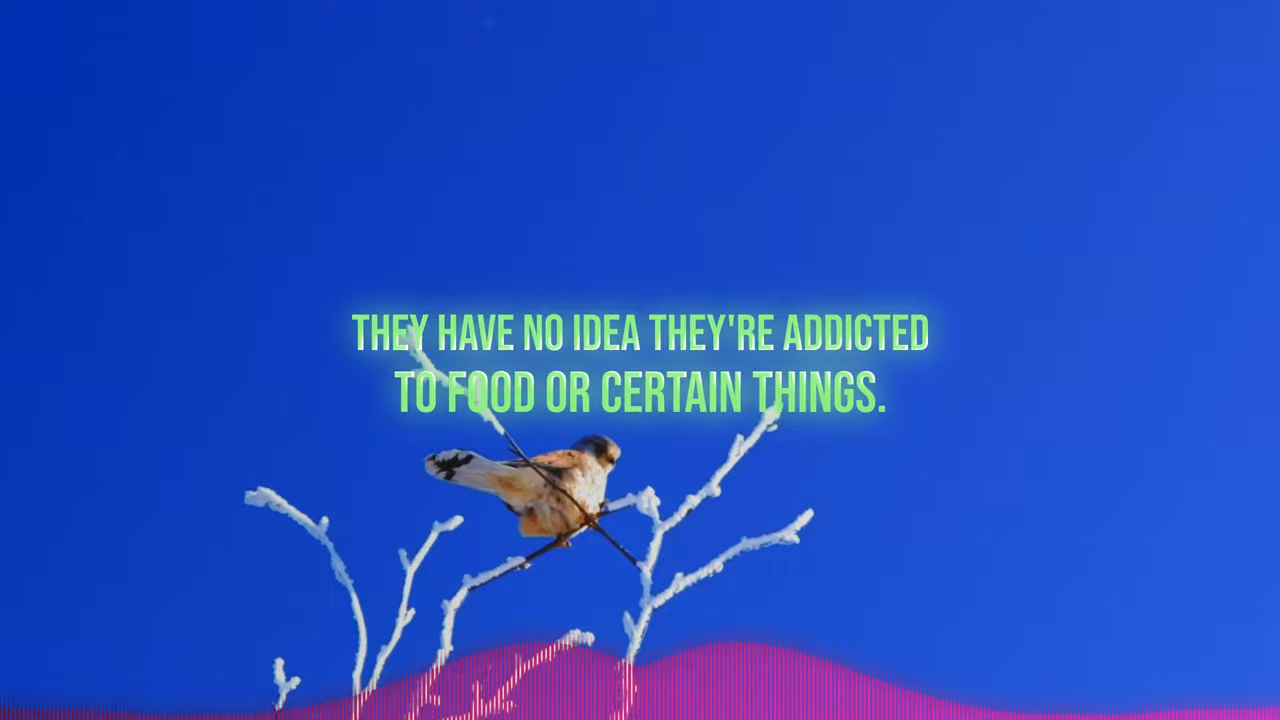 THEY HAVE NO IDEA THEY'RE ADDICTED
TO FOOD OR CERTAIN THINGS.